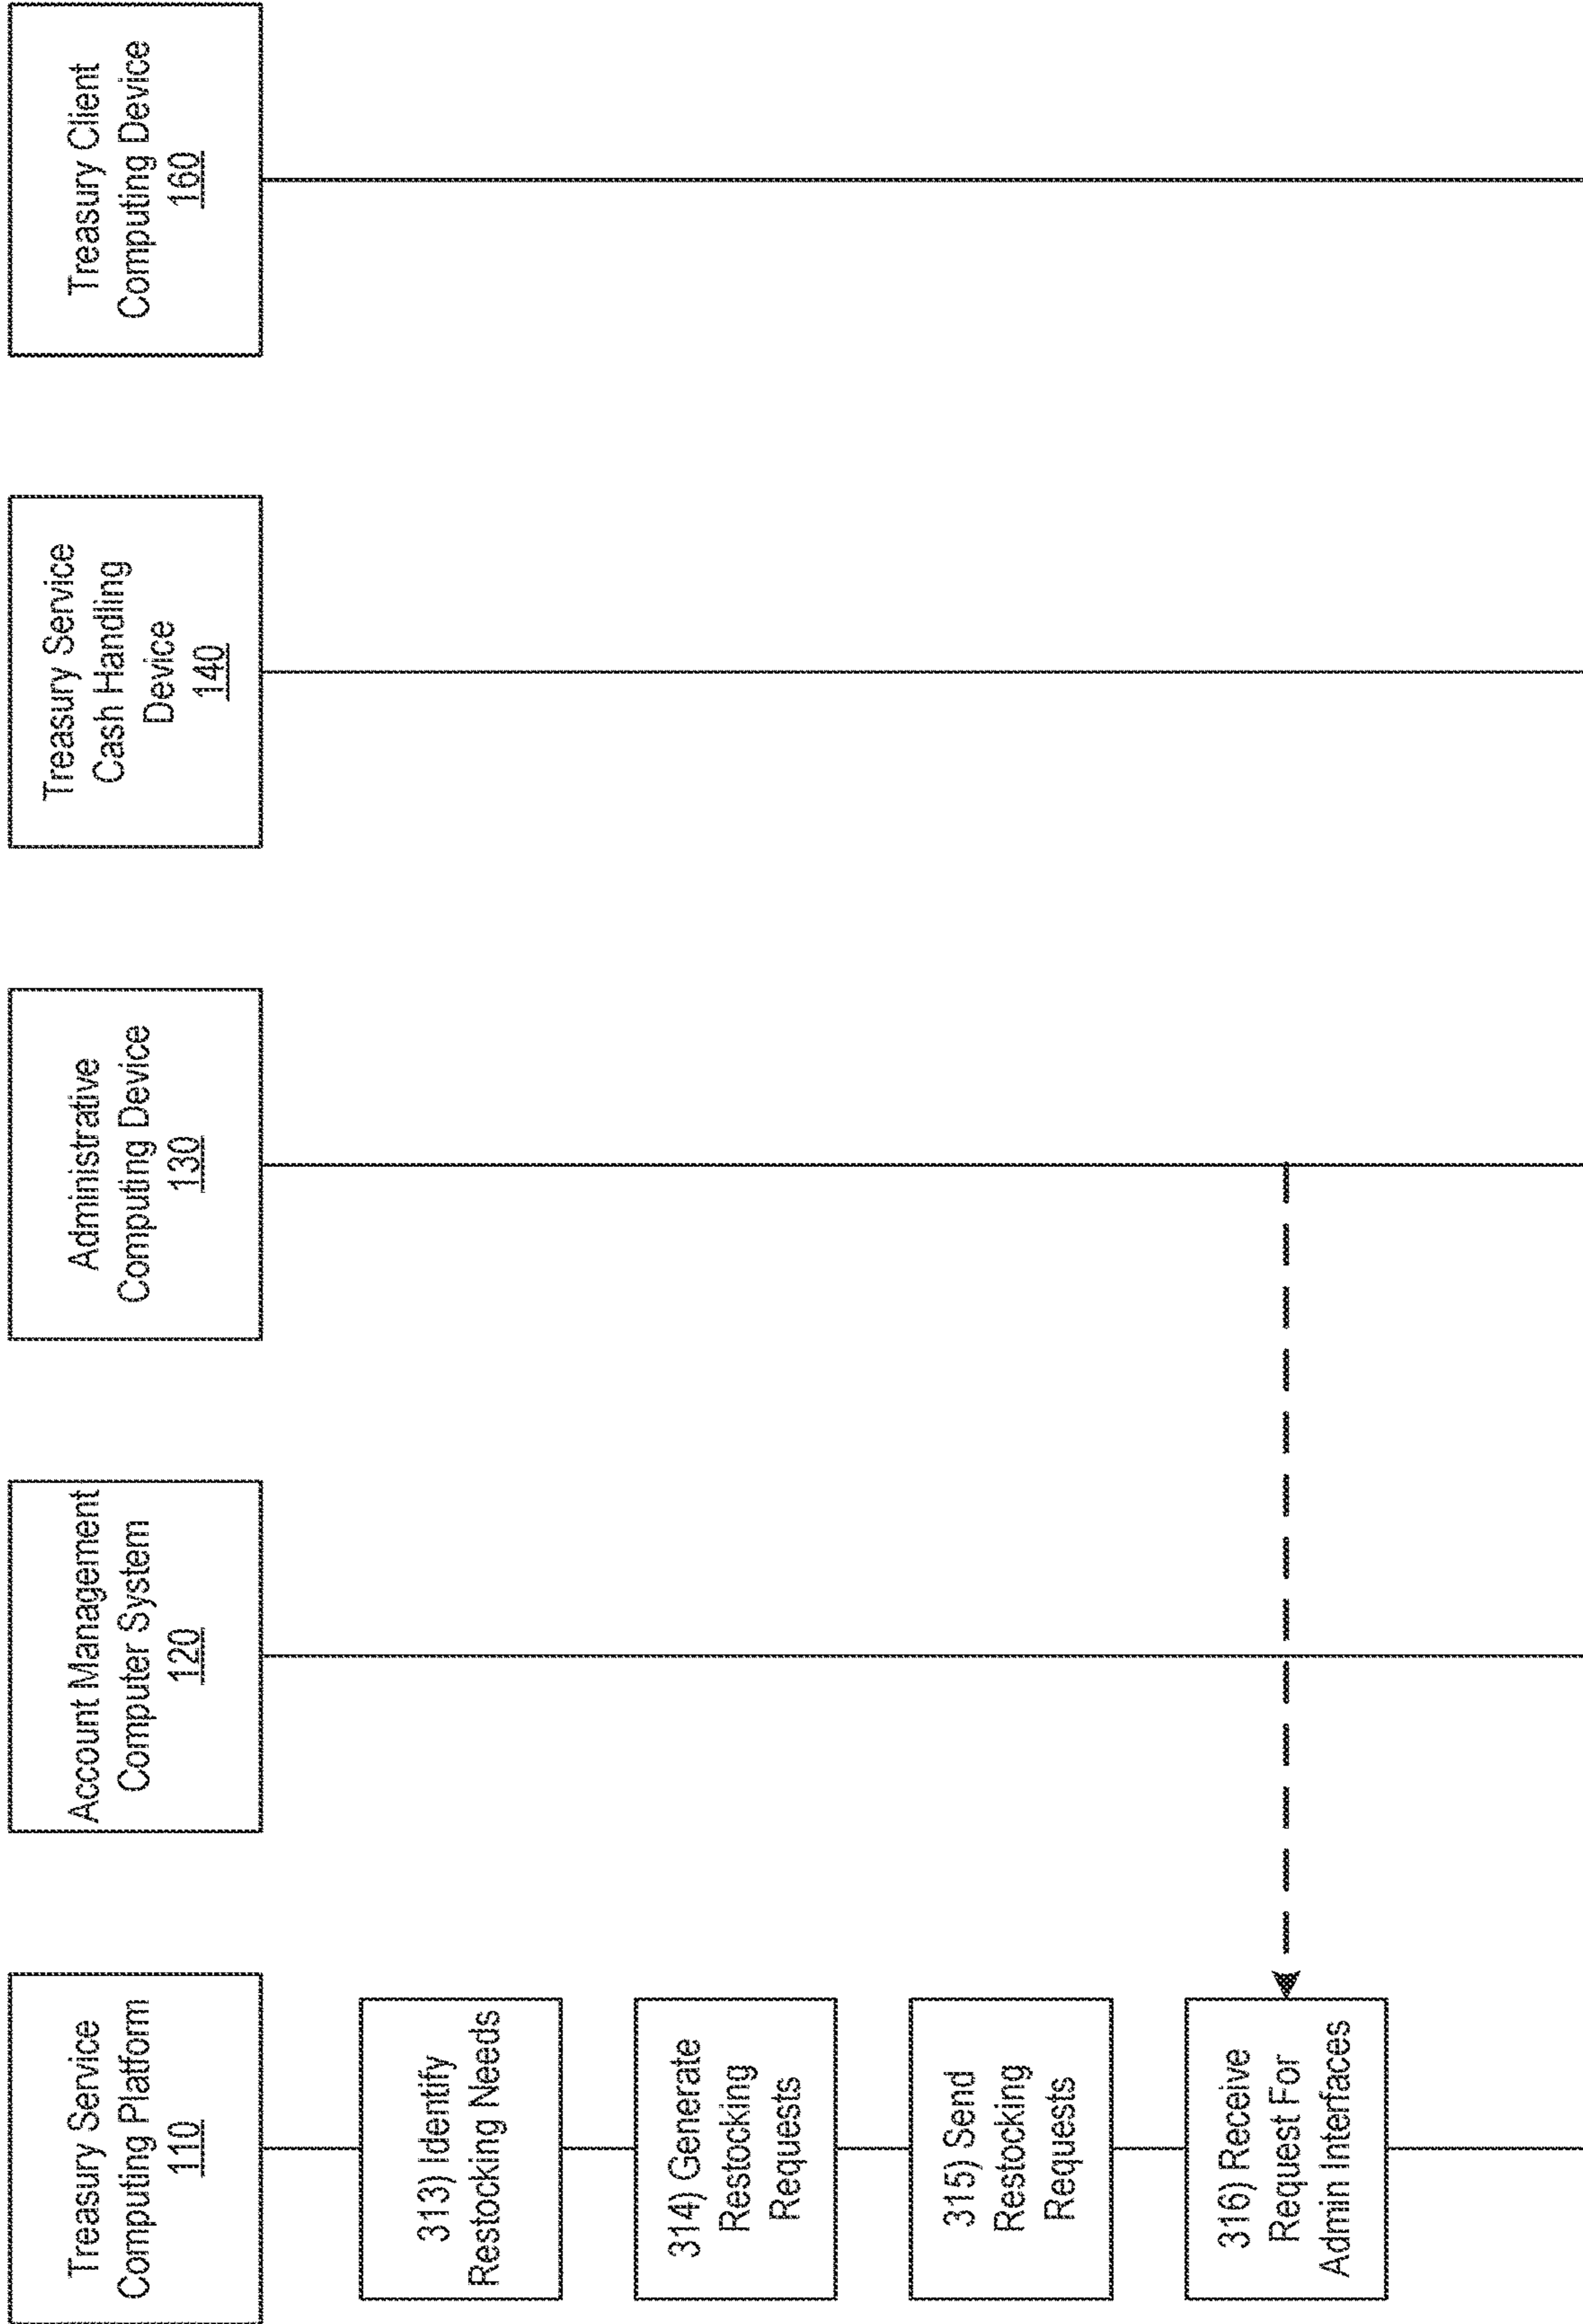 Treasury Service
Computing Platform
110
Account Management
Computer System
120
Administrative
Computing Device
130
Treasury Service
Cash Handling
Device
140
Treasury Client
Computing Device
160
313) Identify
Restocking Needs
314) Generate
Restocking
Requests
315) Send
Restocking
Requests
316) Receive
Request For
Admin Interfaces